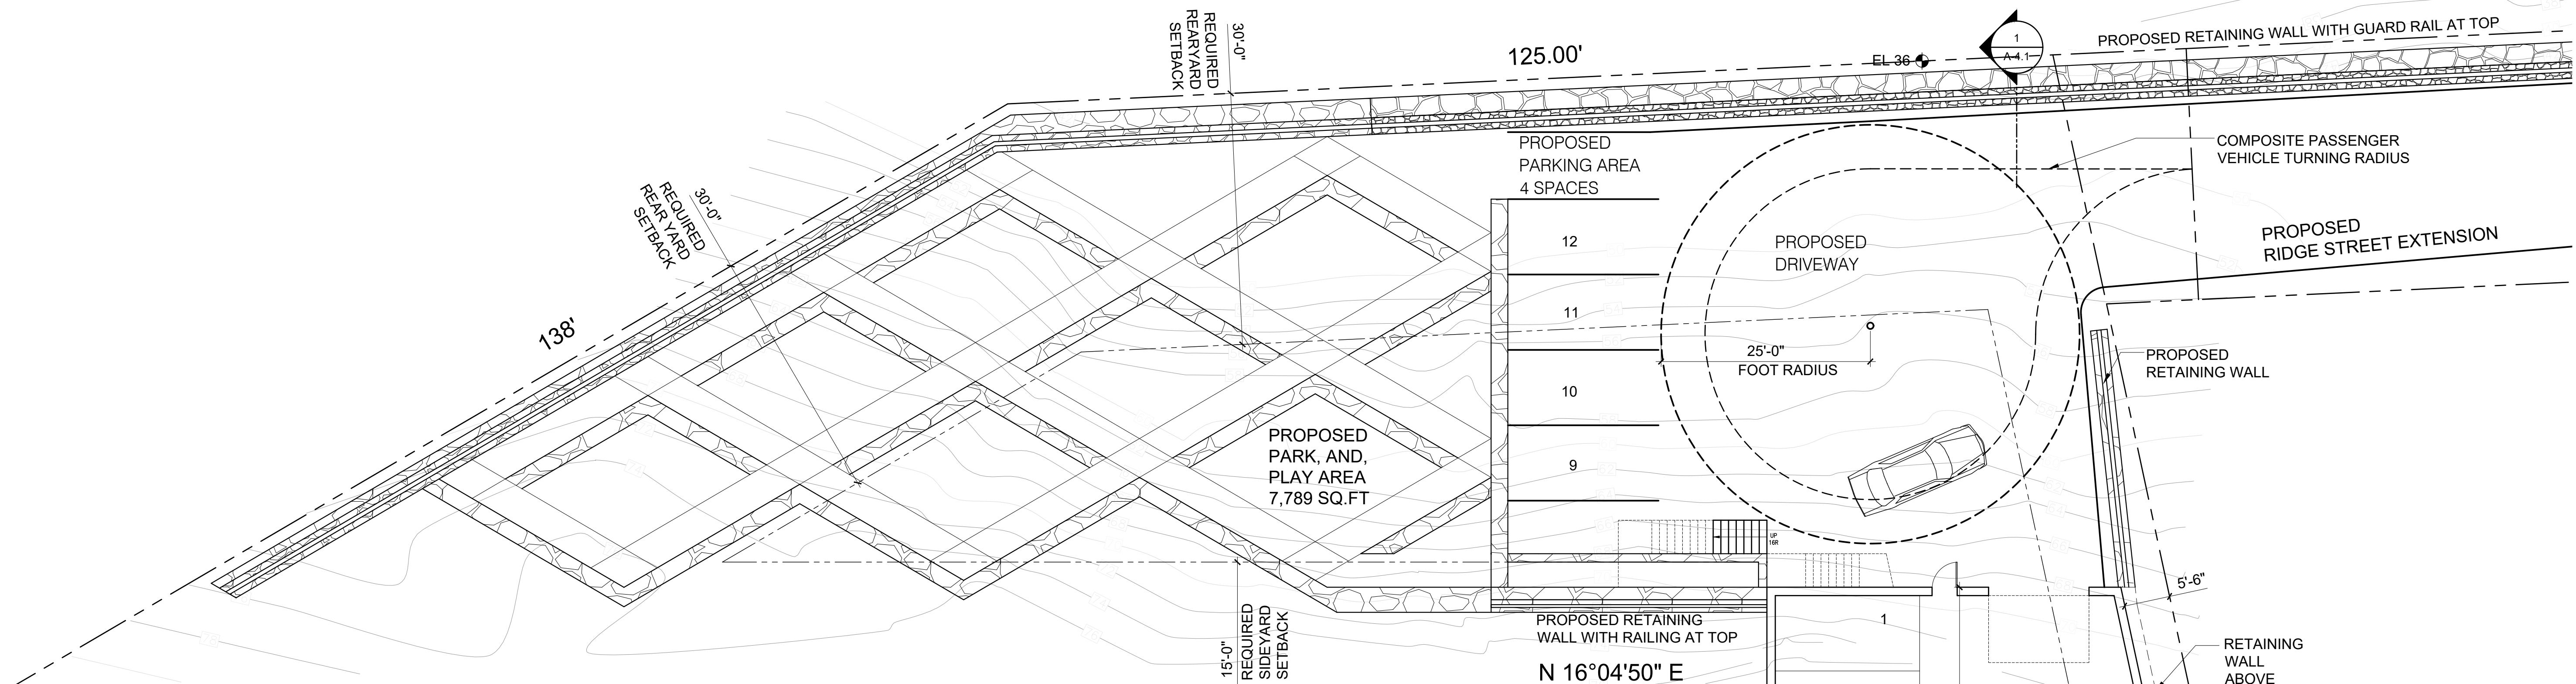 REQUIRED
REARYARD
SETBACK
30'-0"
125.00'
EL 36
1
A-4.1
PROPOSED RETAINING WALL WITH GUARD RAIL AT TOP
COMPOSITE PASSENGER
VEHICLE TURNING RADIUS
PROPOSED
PARKING AREA
4 SPACES
30'-0"
REQUIRED
REAR YARD
SETBACK
138'
12
11
10
9
PROPOSED
DRIVEWAY
PROPOSED
RIDGE STREET EXTENSION
25'-0"
FOOT RADIUS
PROPOSED
RETAINING WALL
PROPOSED
PARK, AND,
PLAY AREA
7,789 SQ.FT
UP
16R
5'-6"
15'-0"
REQUIRED
SIDEYARD
SETBACK
PROPOSED RETAINING
WALL WITH RAILING AT TOP
N 16°04'50" E
1
RETAINING
WALL
ABOVE